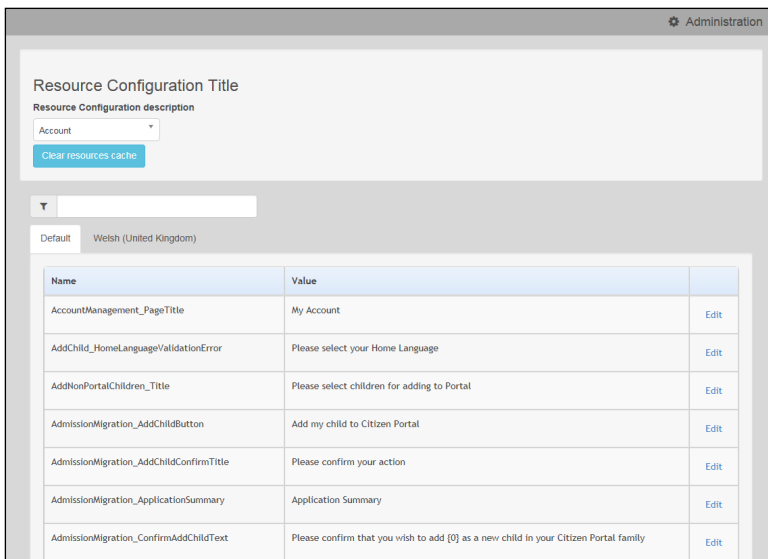 Administration
Resource Configuration Title
Resource Configuration description
Account
Clear resources cache
Default Welsh (United Kingdom)
Name Value
AccountManagement_PageTitle My Account Edit
AddChild_HomeLanguageValidationError Please select your Home Language Edit
AddNonPortalChildren_Title Please select children for adding to Portal Edit
AdmissionMigration_AddChildButton Add my child to Citizen Portal Edit
AdmissionMigration_AddChildConfirmTitle Please confirm your action Edit
AdmissionMigration_ApplicationSummary Application Summary Edit
AdmissionMigration_ConfirmAddChildText Please confirm that you wish to add {0} as a new child in your Citizen Portal family Edit